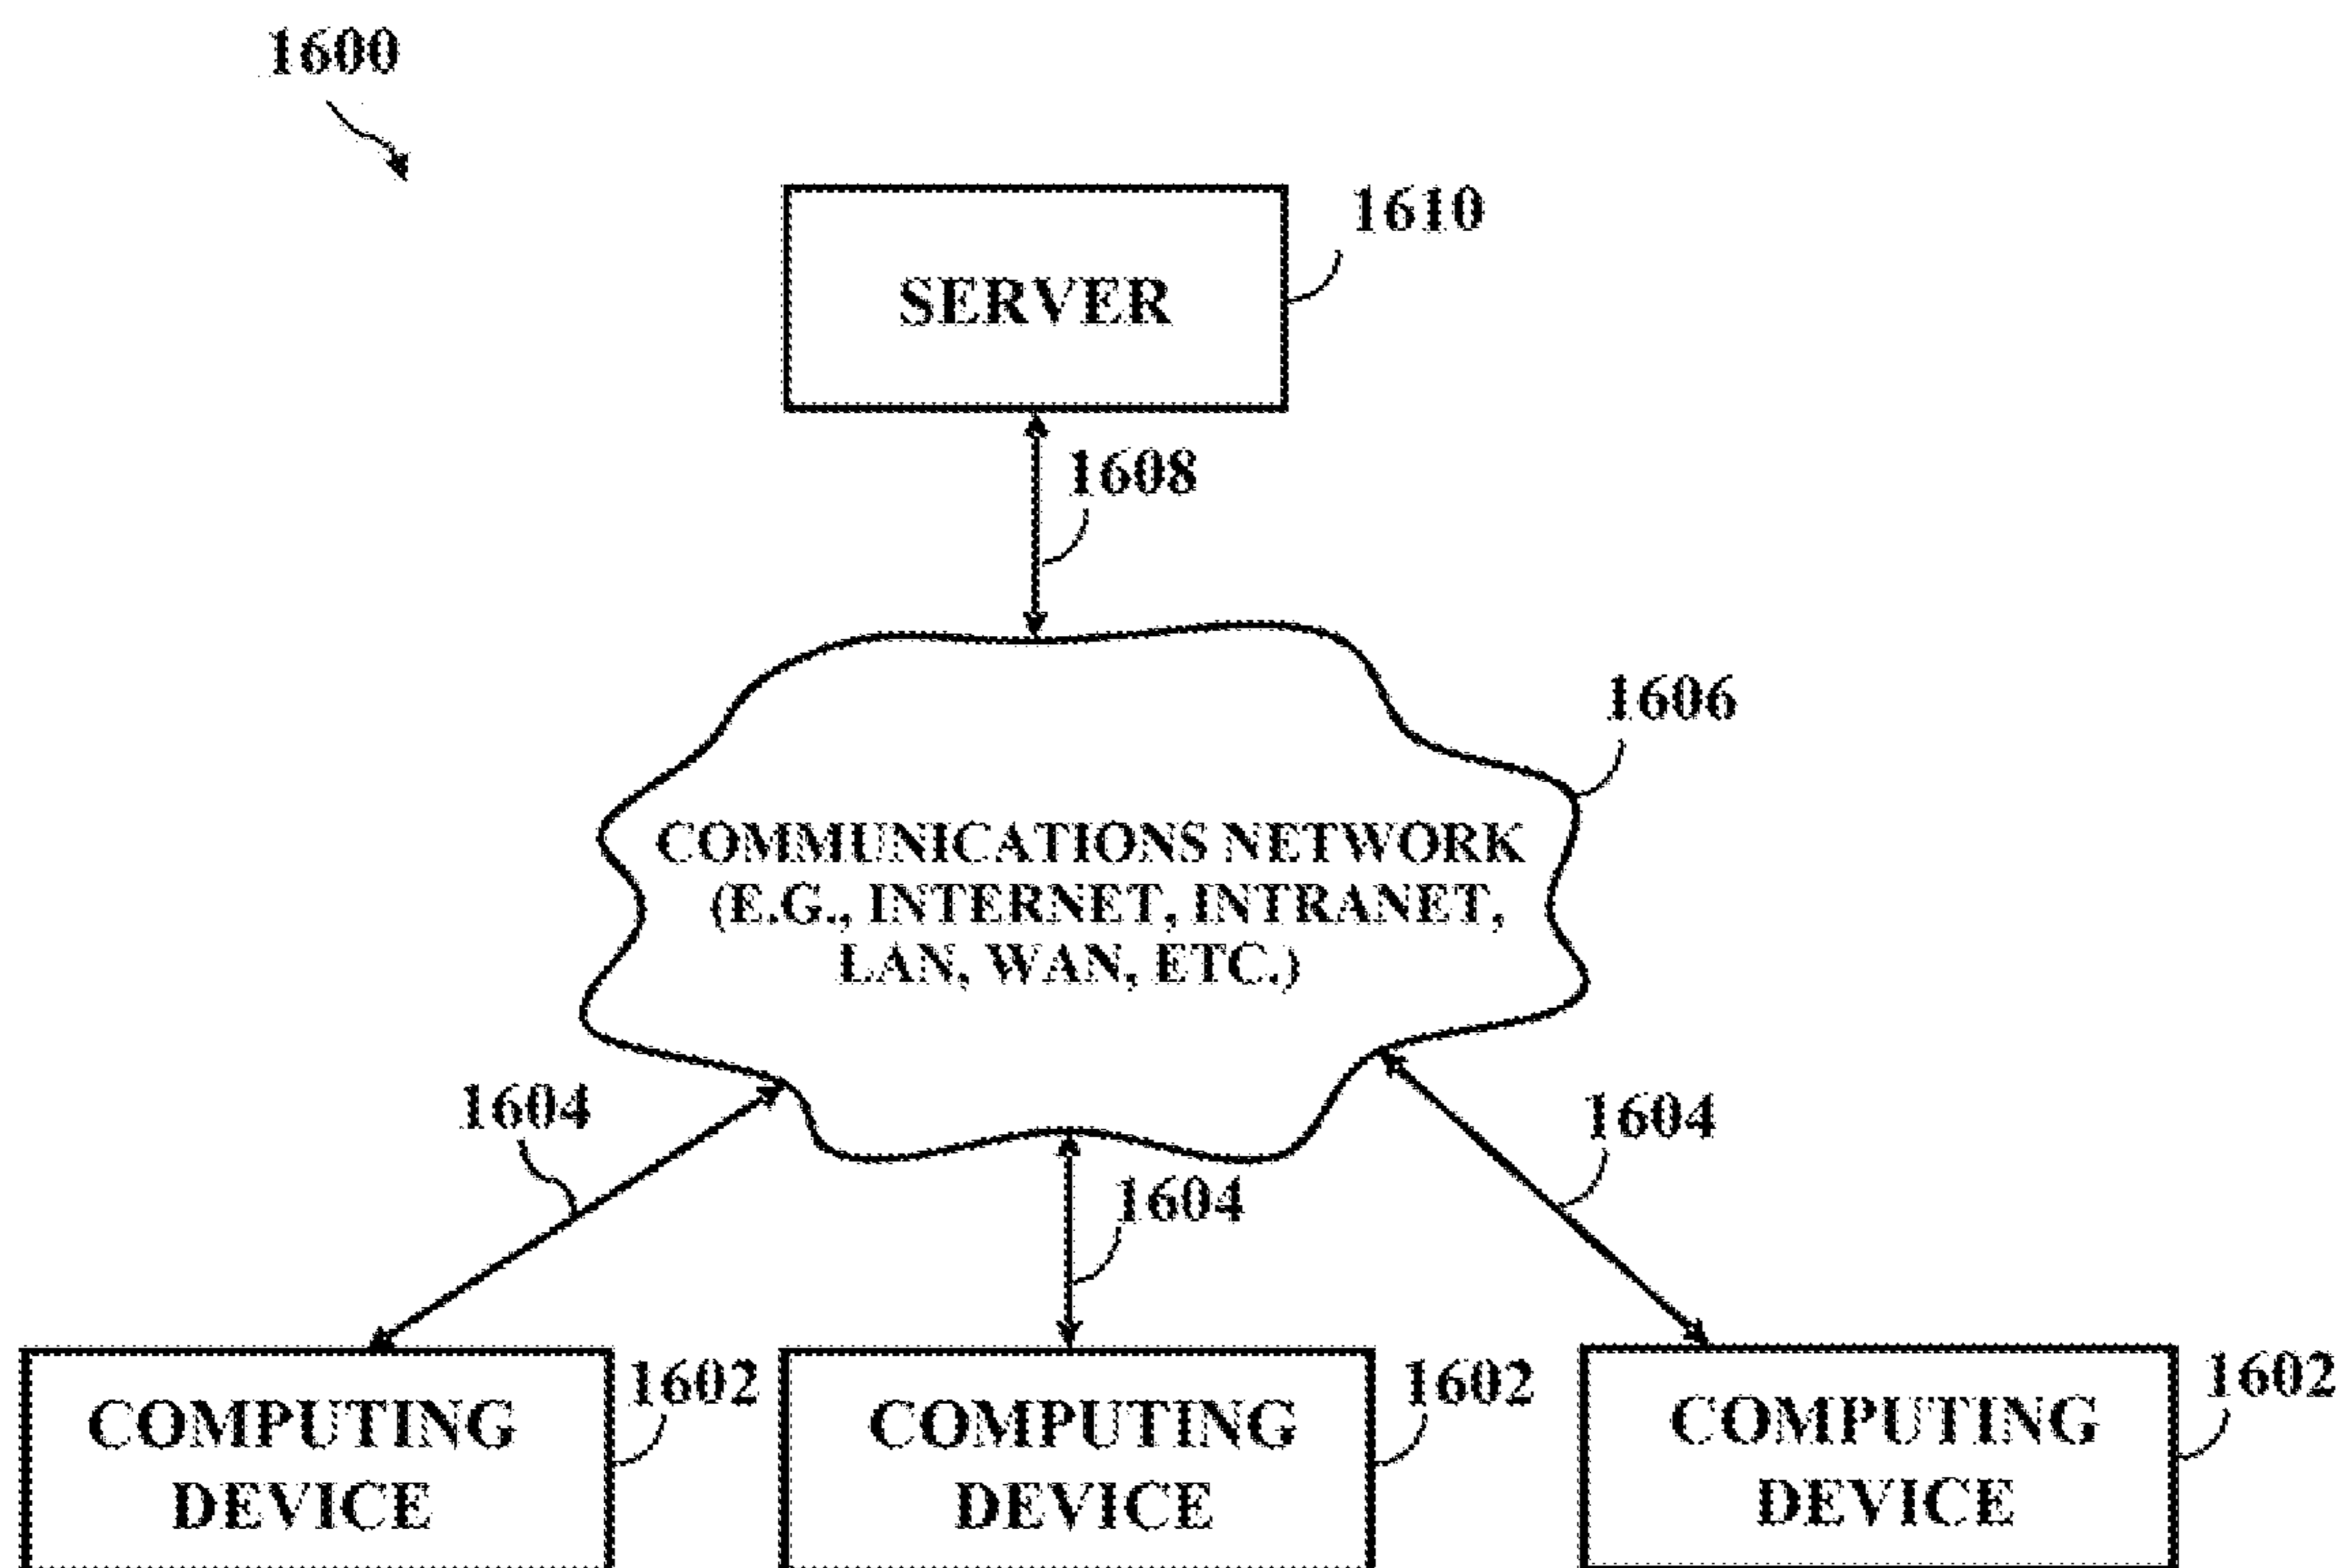 1600
1610
SERVER
1608
1606
COMMUNICATIONS NETWORK
(E.G., INTERNET, INTRANET,
LAN, WAN, ETC.)
1604
1604
1604
1602
1602
1602
COMPUTING
DEVICE
COMPUTING
DEVICE
COMPUTING
DEVICE